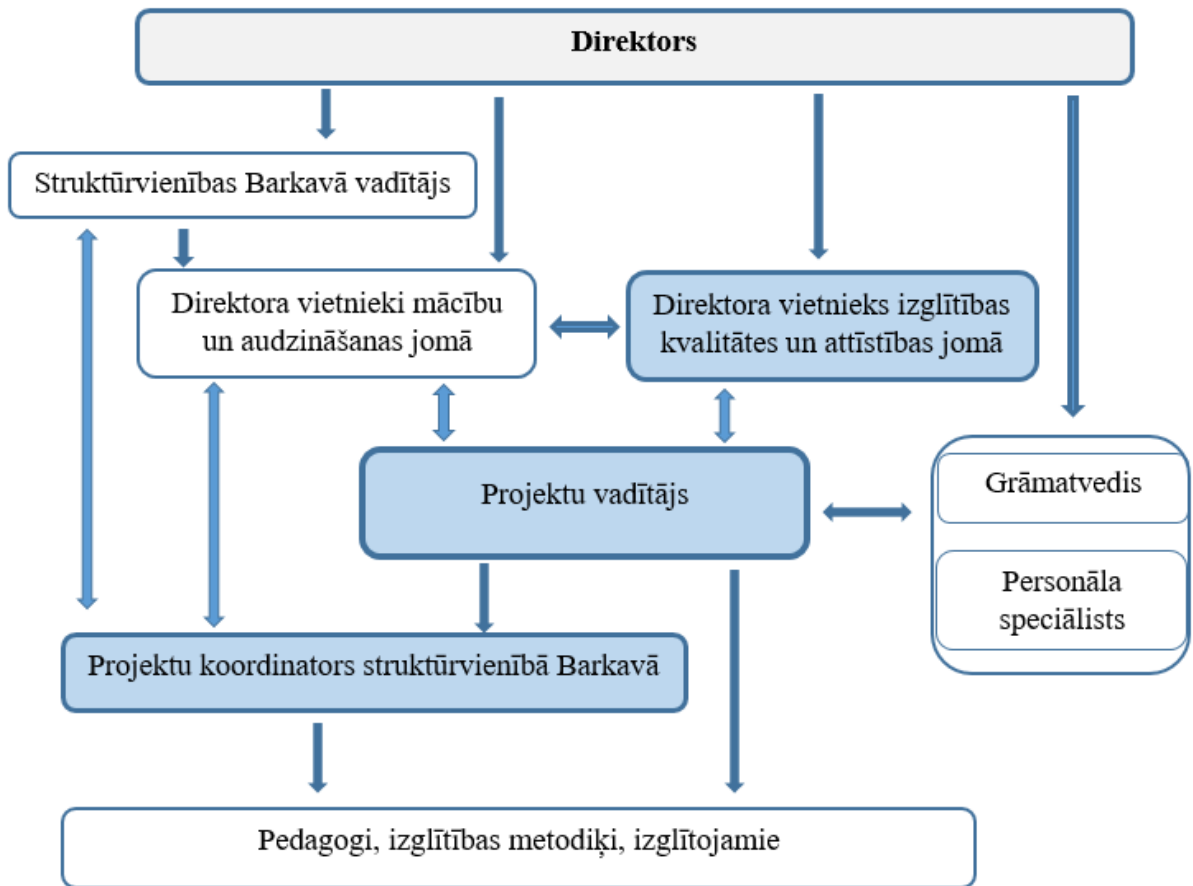 Direktors
Struktūrvienības Barkavā vadītājs
Direktora vietnieki mācību
un audzināšanas jomā
Direktora vietnieks izglītības
kvalitātes un attīstības jomā
Projektu vadītājs
Grāmatvedis
Personāla
speciālists
Projektu koordinators struktūrvienībā Barkavā
Pedagogi, izglītības metodiķi, izglītojamie